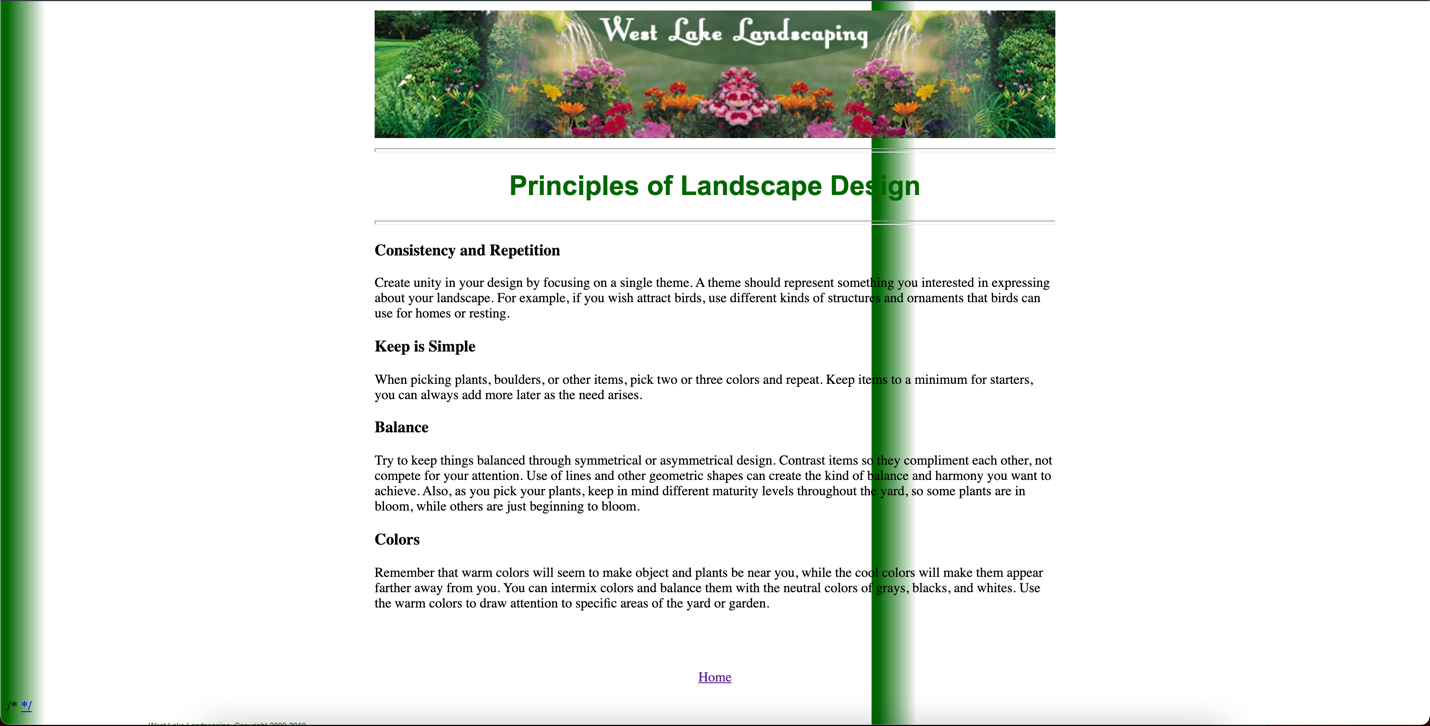 West Lake Landscaping
Principles of Landscape Design
Consistency and Repetition
Create unity in your design by focusing on a single theme. A theme should represent something you interested in expressing
about your landscape. For example, if you wish attract birds, use different kinds of structures and ornaments that birds can
use for homes or resting.
Keep is Simple
When picking plants, boulders, or other items, pick two or three colors and repeat. Keep items to a minimum for starters,
you can always add more later as the need arises.
Balance
Try to keep things balanced through symmetrical or asymmetrical design. Contrast items so they compliment each other, not
compete for your attention. Use of lines and other geometric shapes can create the kind of balance and harmony you want to
achieve. Also, as you pick your plants, keep in mind different maturity levels throughout the yard, so some plants are in
bloom, while others are just beginning to bloom.
Colors
Remember that warm colors will seem to make object and plants be near you, while the cool colors will make them appear
farther away from you. You can intermix colors and balance them with the neutral colors of grays, blacks, and whites. Use
the warm colors to draw attention to specific areas of the yard or garden.
Home
/* */
West Lake Landscaping, Copyright 2009-2010